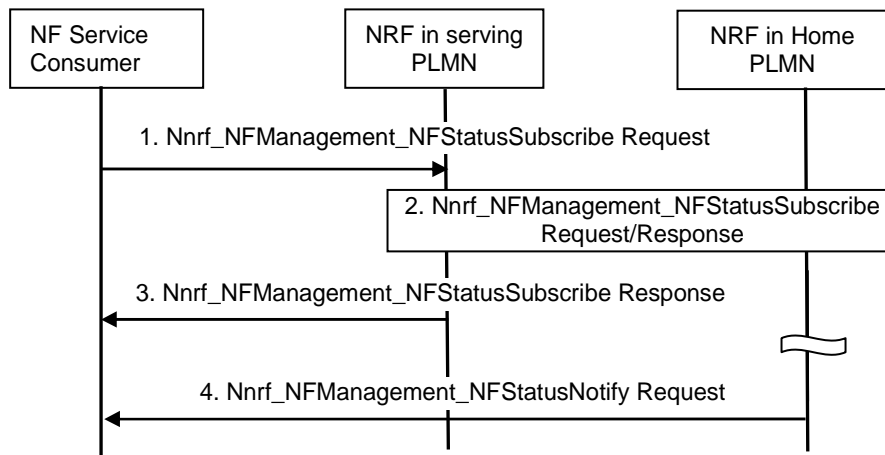 NF Service
Consumer
NRF in serving
PLMN
NRF in Home
PLMN
1. Nnrf_NFManagement_NFStatusSubscribe Request
2. Nnrf_NFManagement_NFStatusSubscribe
Request/Response
3. Nnrf_NFManagement_NFStatusSubscribe Response
4. Nnrf_NFManagement_NFStatusNotify Request